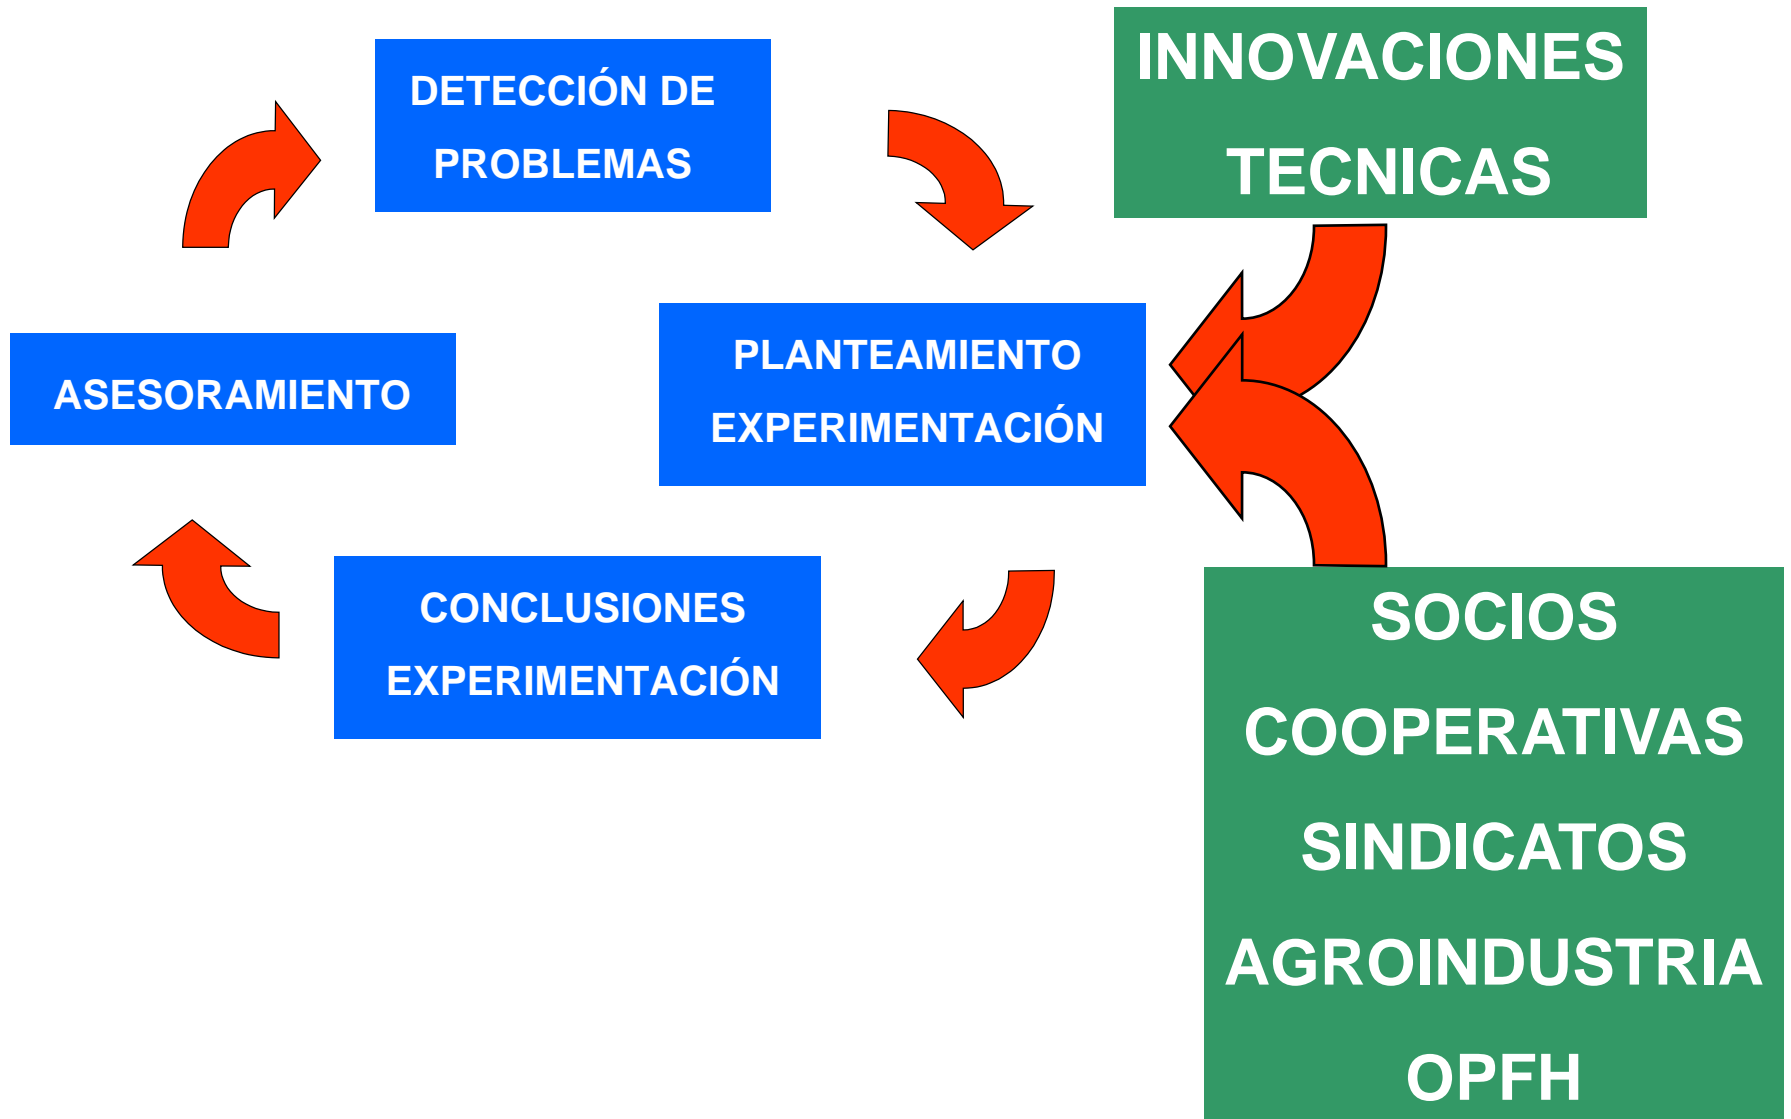 DETECCIÓN DE
PROBLEMAS
INNOVACIONES
TECNICAS
ASESORAMIENTO
PLANTEAMIENTO
EXPERIMENTACIÓN
CONCLUSIONES
EXPERIMENTACIÓN
SOCIOS
COOPERATIVAS
SINDICATOS
AGROINDUSTRIA
OPFH